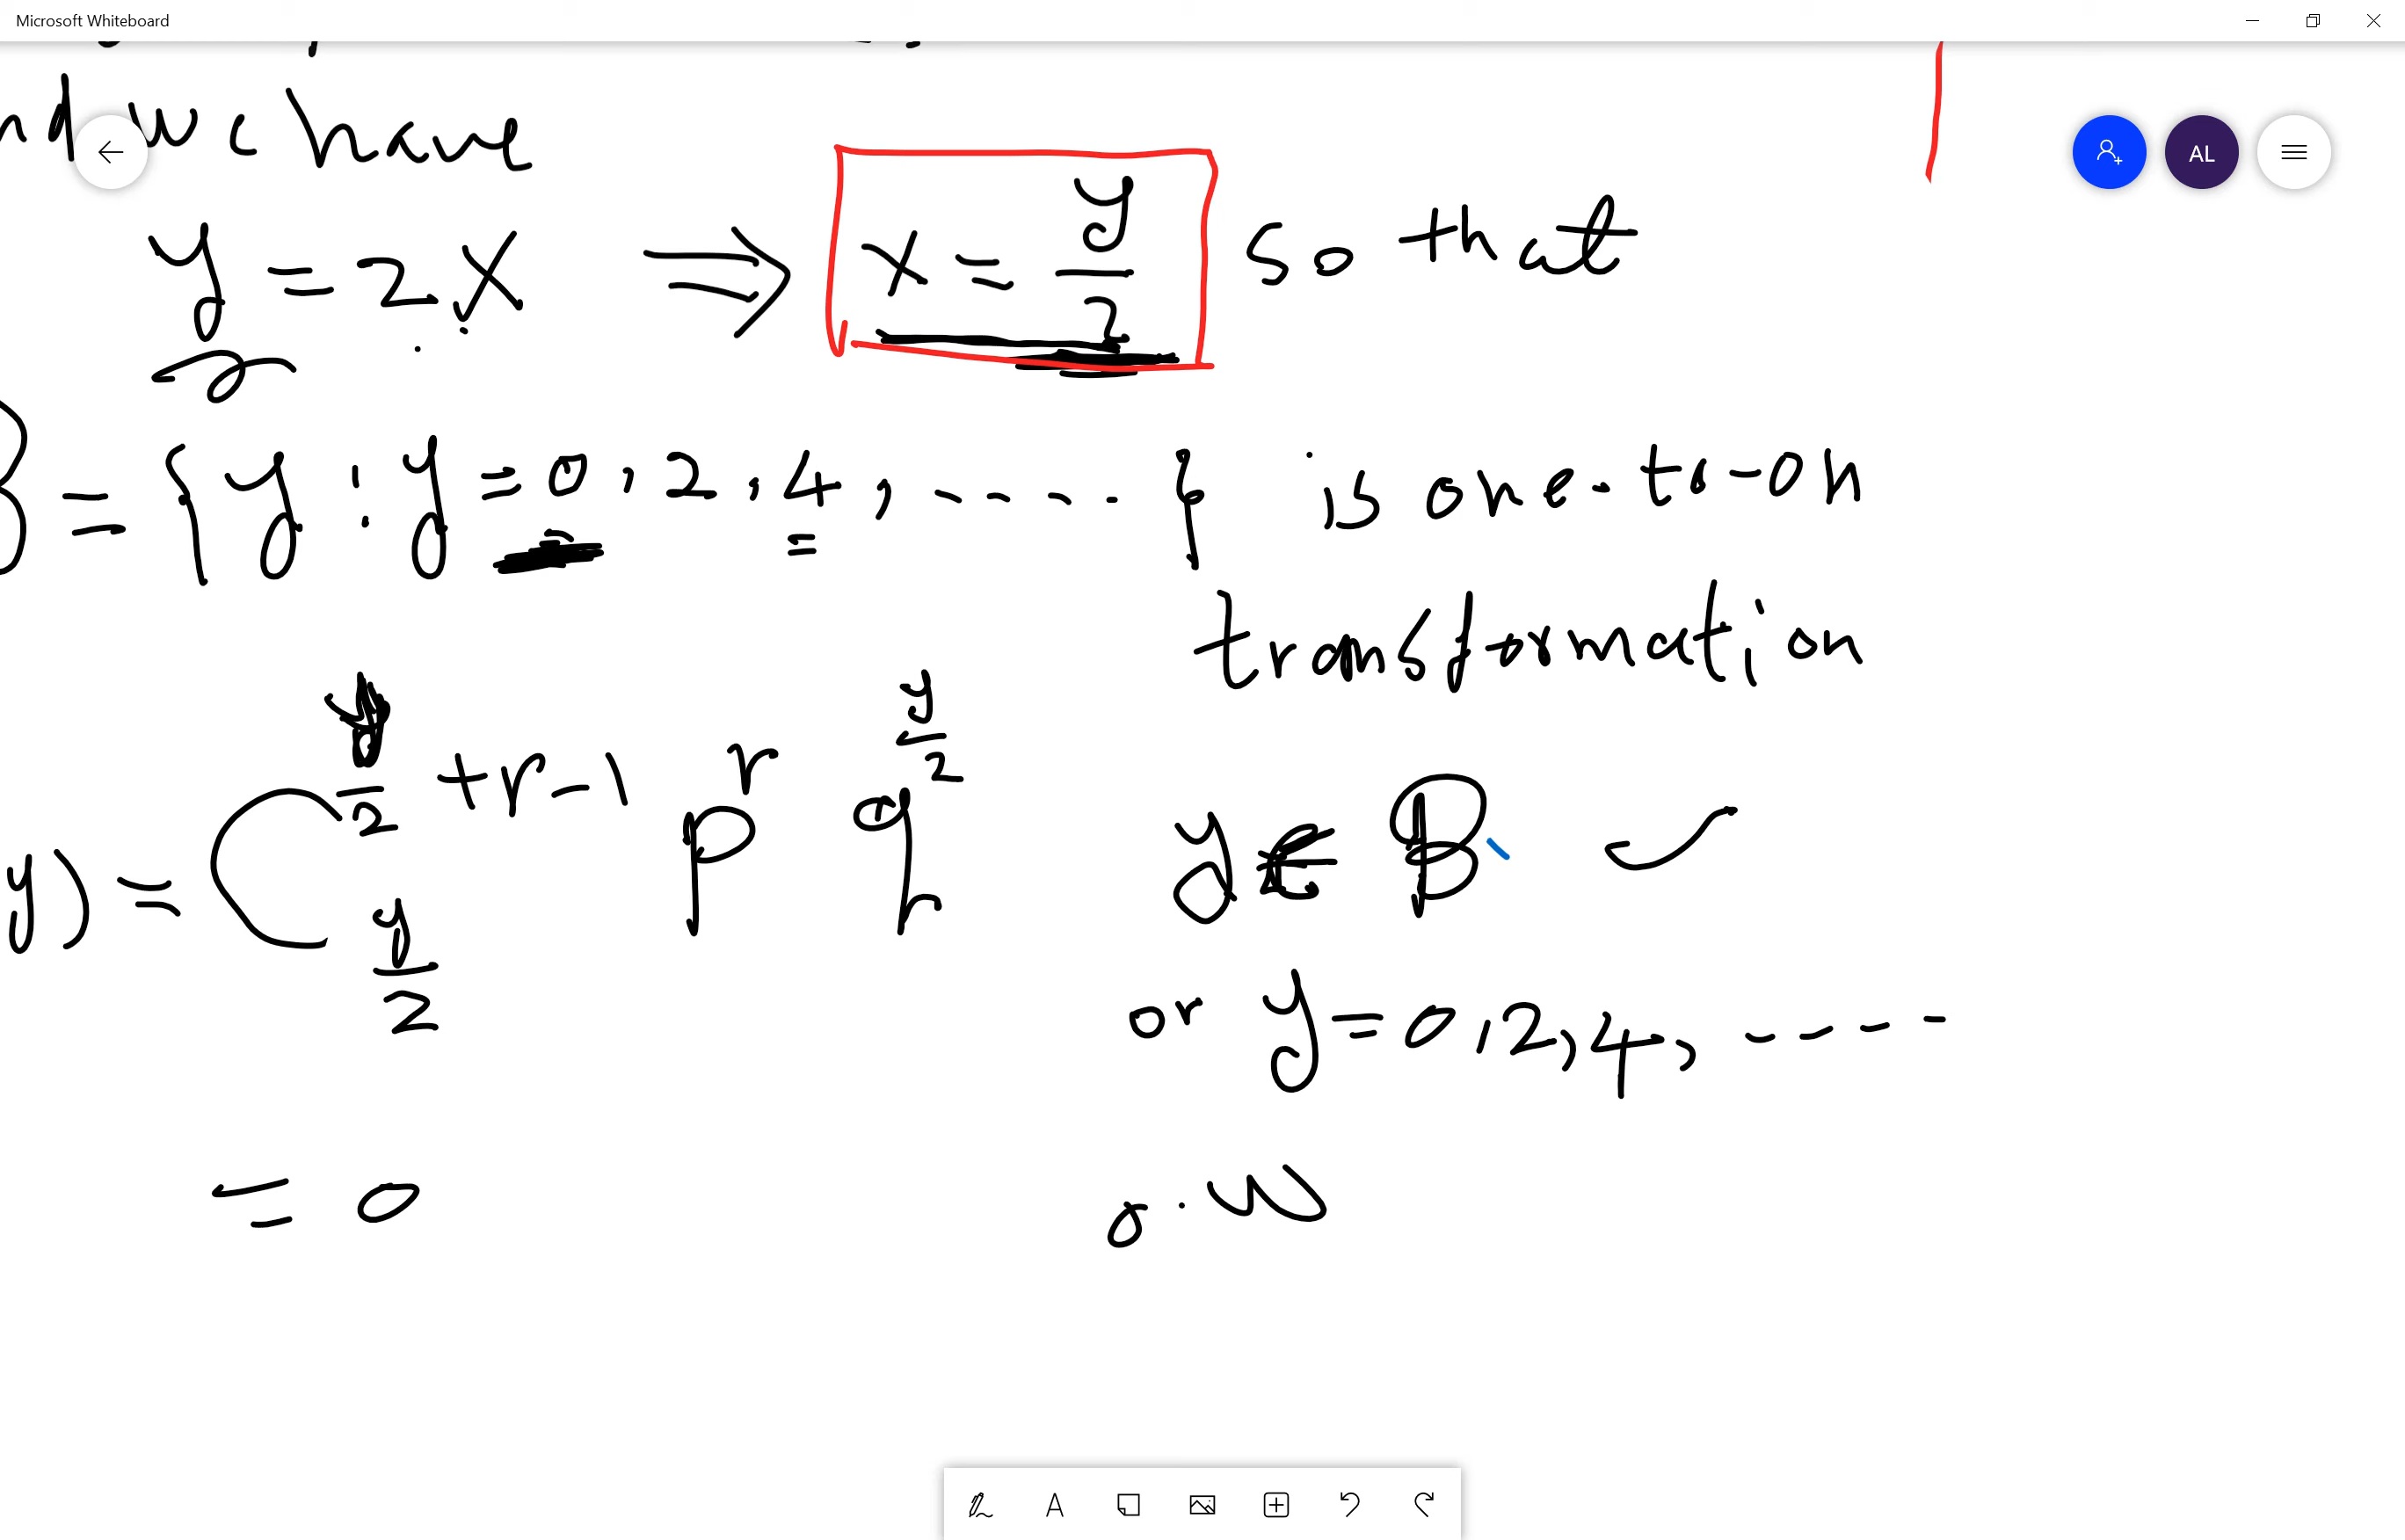 Microsoft Whiteboard
nd we have
y = 2x ⇒ x = y/2 so that
AL
B = { y : y = 0, 2, 4, ---- } is one-to-on
transformation
y) = C^{y/2 + r-1}_{y/2} p^r q^{y/2} y ∈ B
or y = 0, 2, 4, ----
= 0 o.w
A